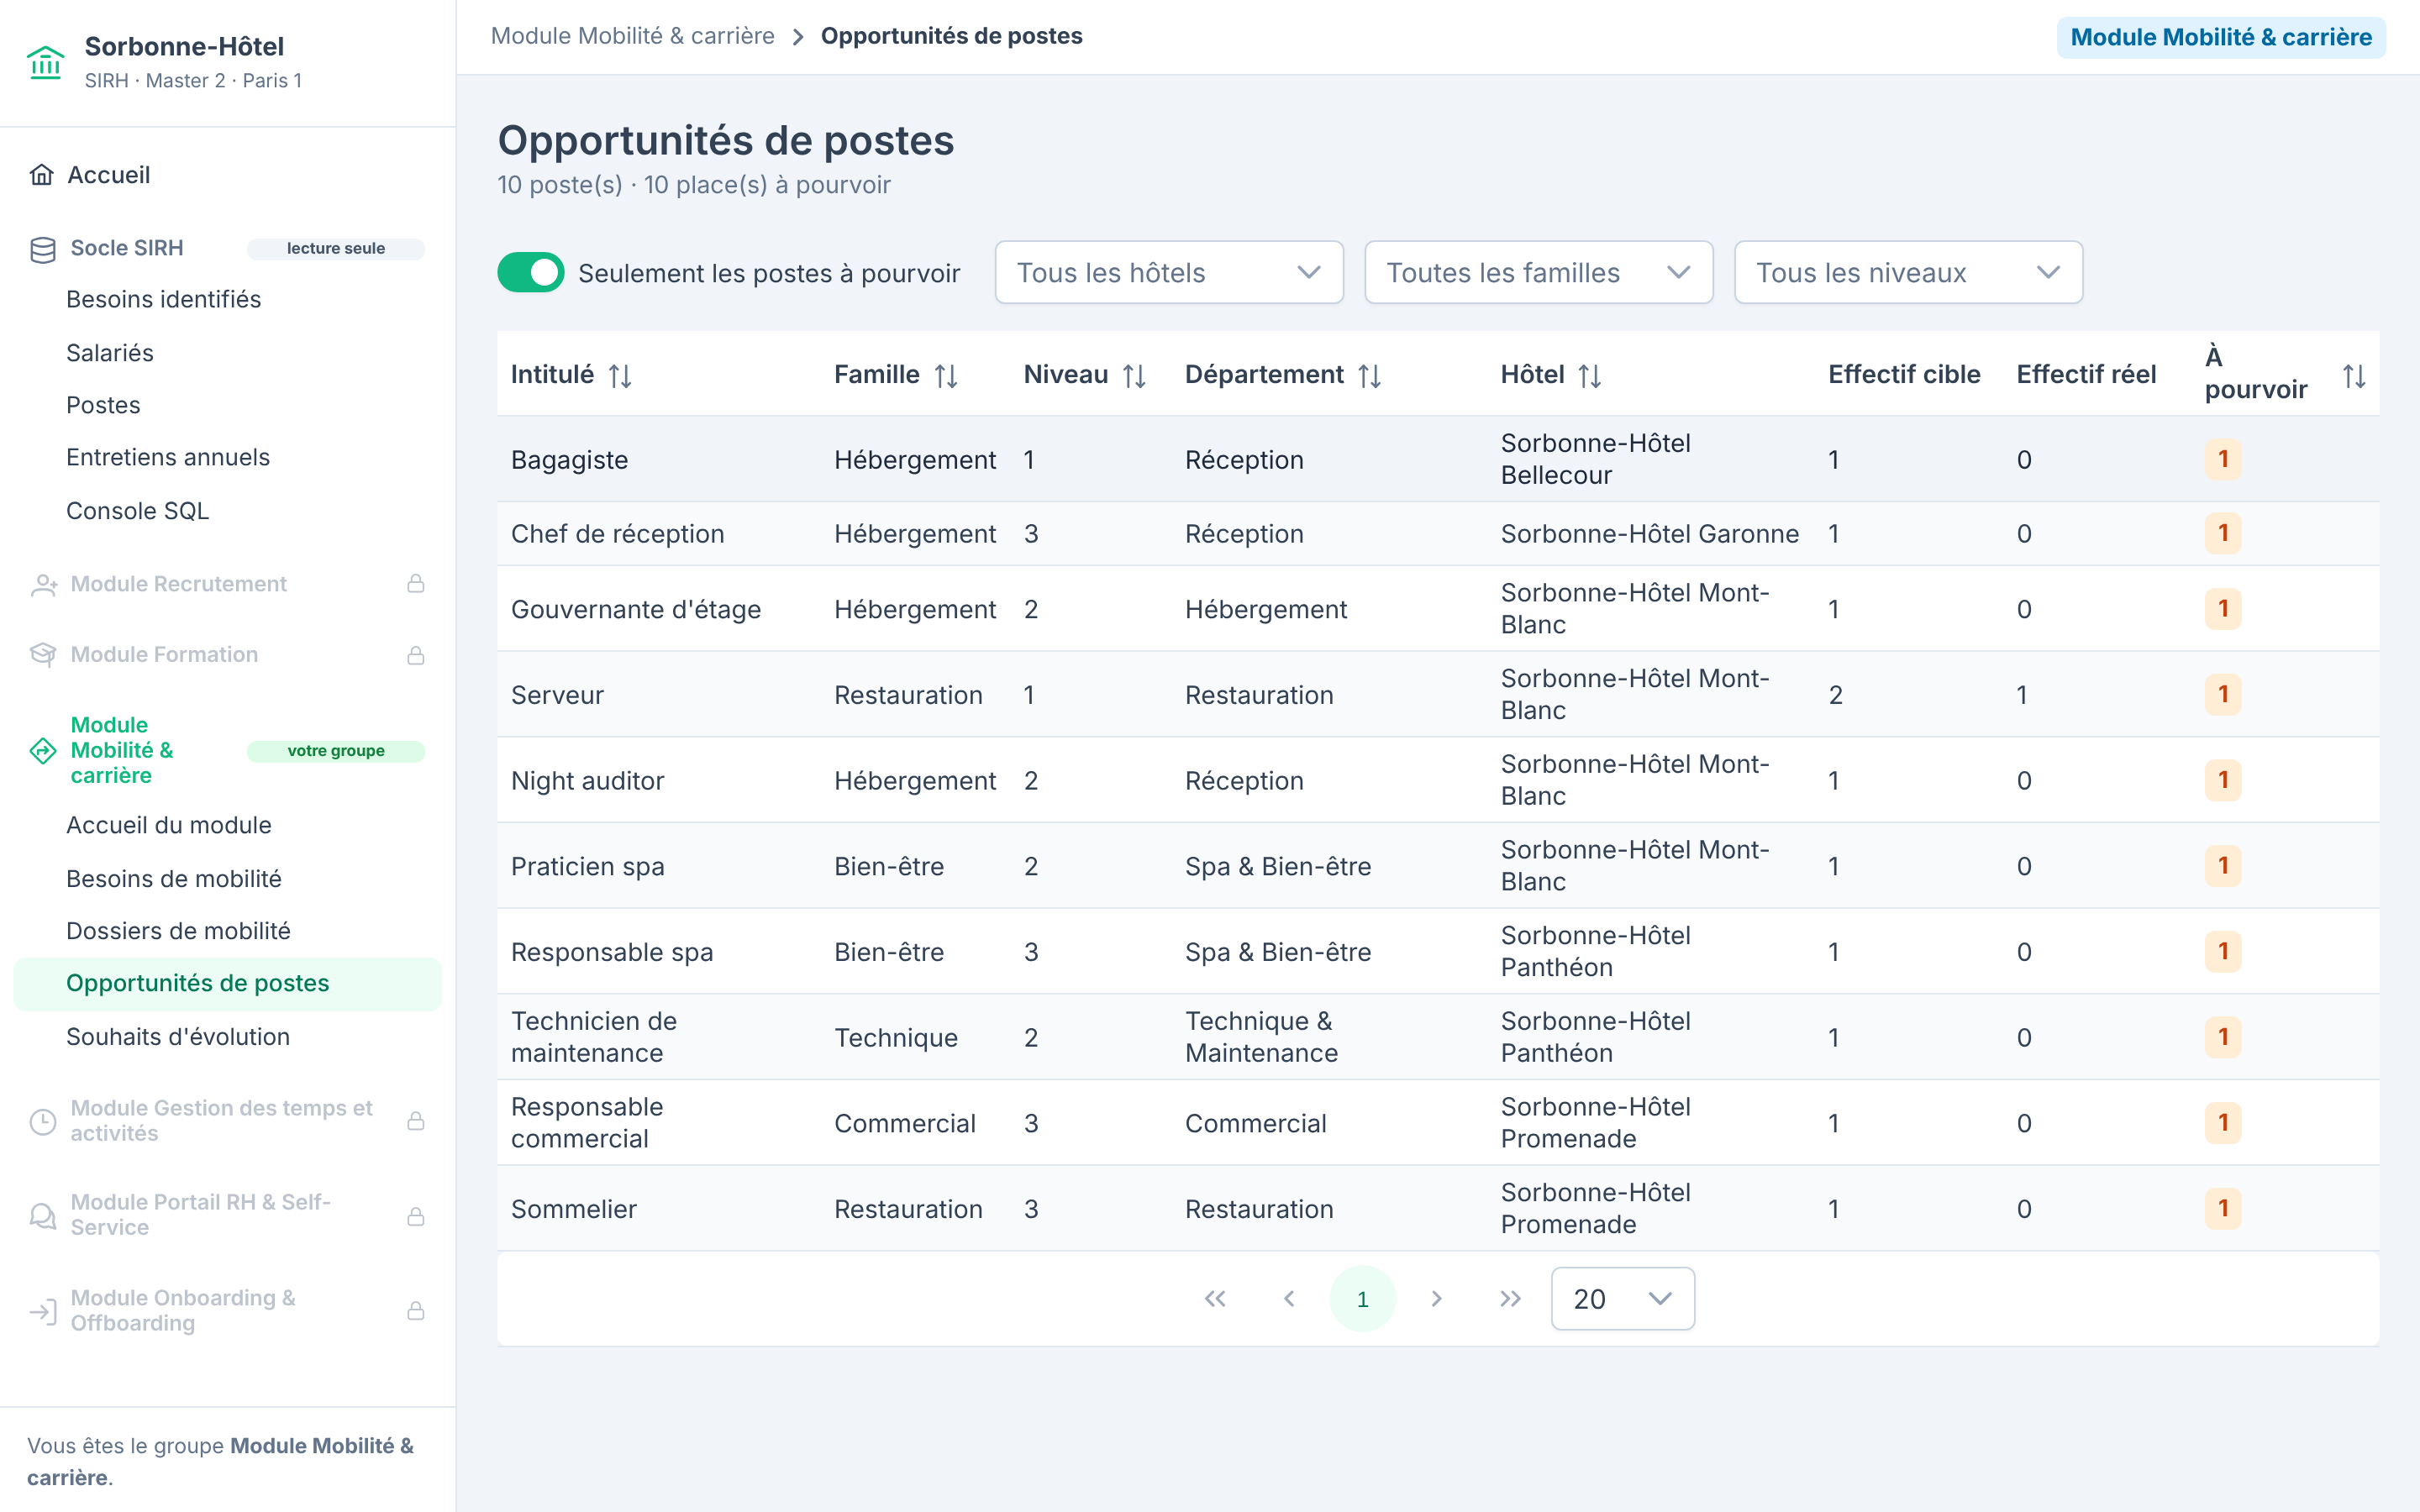 Sorbonne-Hôtel
SIRH · Master 2 · Paris 1
Accueil
Socle SIRH lecture seule
Besoins identifiés
Salariés
Postes
Entretiens annuels
Console SQL
Module Recrutement
Module Formation
Module
Mobilité &
carrière
votre groupe
Accueil du module
Besoins de mobilité
Dossiers de mobilité
Opportunités de postes
Souhaits d'évolution
Module Gestion des temps et
activités
Module Portail RH & Self-
Service
Module Onboarding &
Offboarding
Vous êtes le groupe Module Mobilité &
carrière.
Module Mobilité & carrière Opportunités de postes
Module Mobilité & carrière
Opportunités de postes
10 poste(s) · 10 place(s) à pourvoir
Seulement les postes à pourvoir Tous les hôtels Toutes les familles Tous les niveaux
Intitulé Famille Niveau Département Hôtel Effectif cible Effectif réel À
pourvoir
Bagagiste Hébergement 1 Réception Sorbonne-Hôtel
Bellecour 1 0 1
Chef de réception Hébergement 3 Réception Sorbonne-Hôtel Garonne 1 0 1
Gouvernante d'étage Hébergement 2 Hébergement Sorbonne-Hôtel Mont-
Blanc 1 0 1
Serveur Restauration 1 Restauration Sorbonne-Hôtel Mont-
Blanc 2 1 1
Night auditor Hébergement 2 Réception Sorbonne-Hôtel Mont-
Blanc 1 0 1
Praticien spa Bien-être 2 Spa & Bien-être Sorbonne-Hôtel Mont-
Blanc 1 0 1
Responsable spa Bien-être 3 Spa & Bien-être Sorbonne-Hôtel
Panthéon 1 0 1
Technicien de
maintenance Technique 2 Technique &
Maintenance Sorbonne-Hôtel
Panthéon 1 0 1
Responsable
commercial Commercial 3 Commercial Sorbonne-Hôtel
Promenade 1 0 1
Sommelier Restauration 3 Restauration Sorbonne-Hôtel
Promenade 1 0 1
1 20